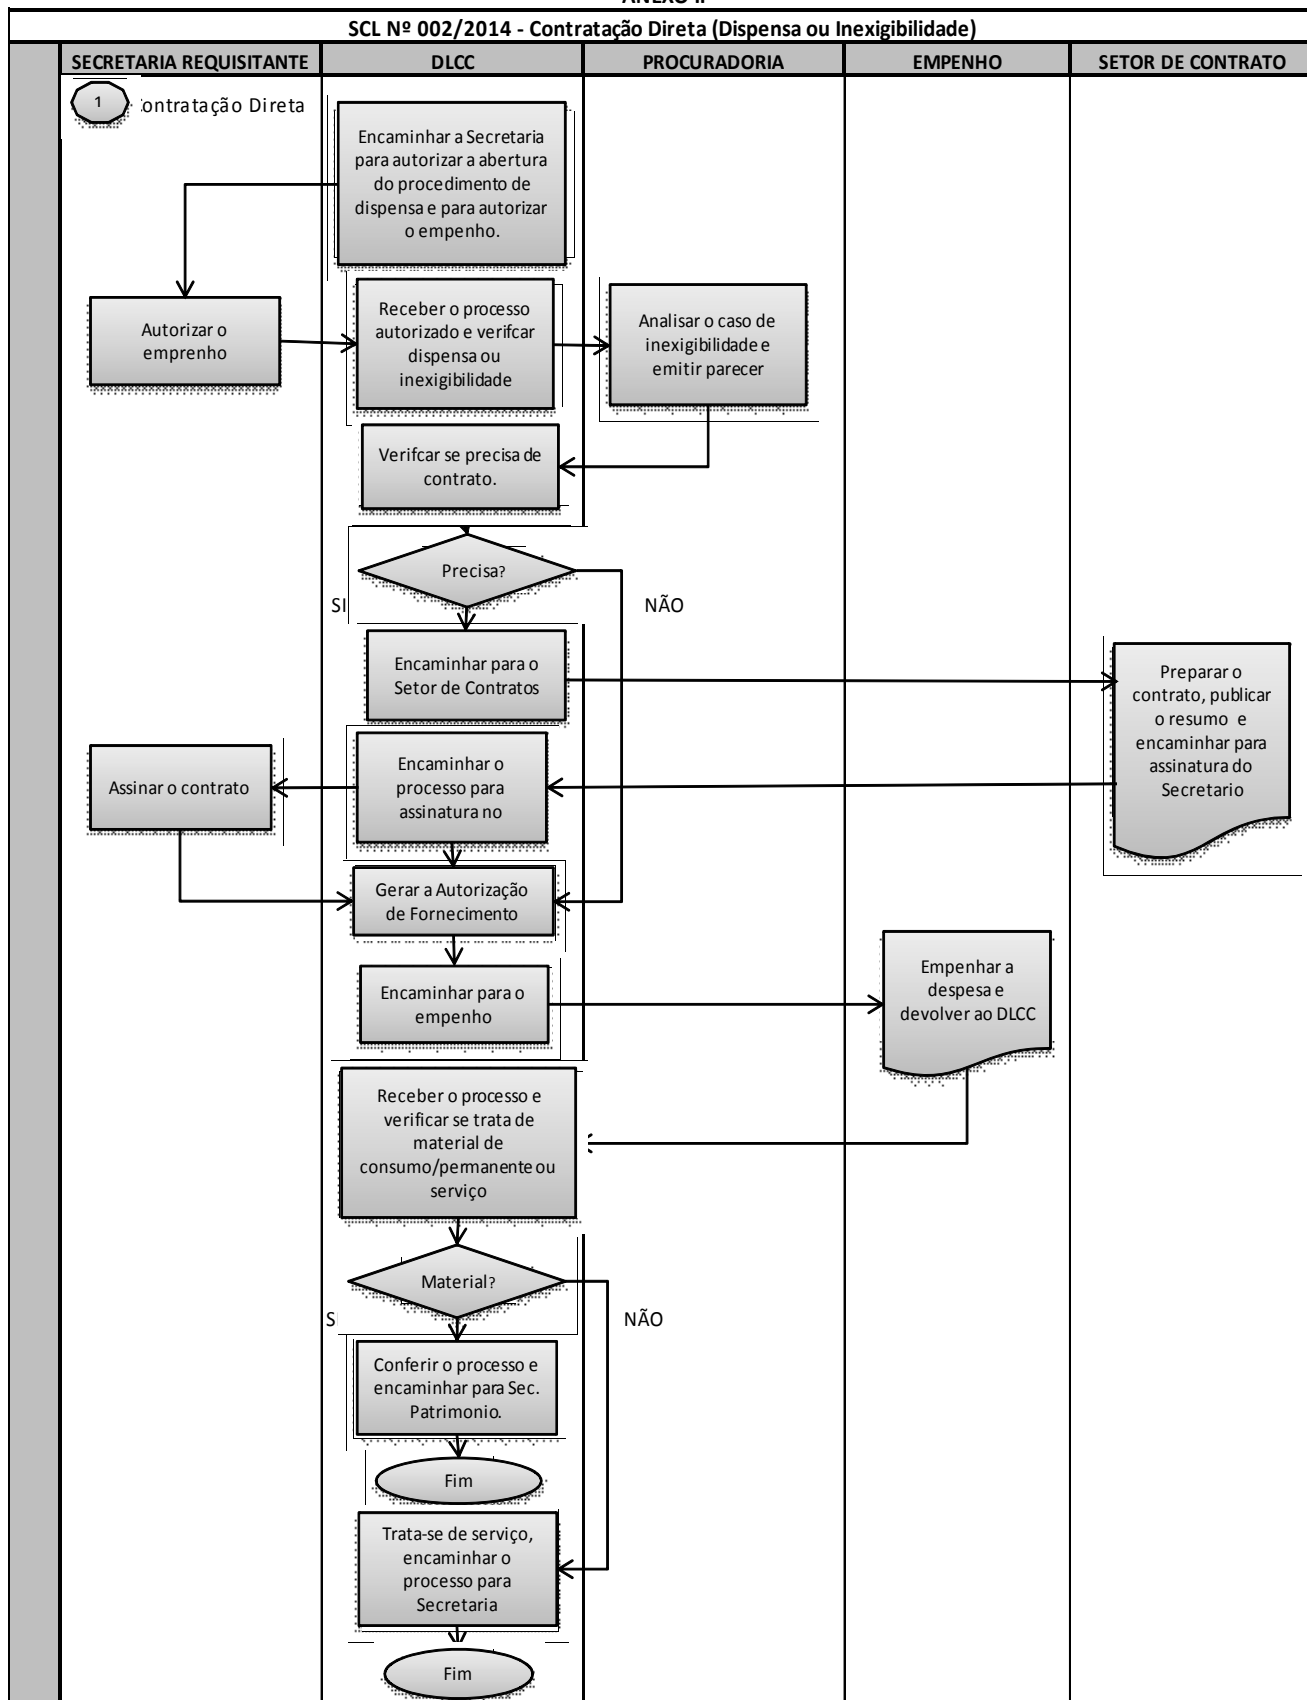 SCL Nº 002/2014 - Contratação Direta (Dispensa ou Inexigibilidade)
SECRETARIA REQUISITANTE
DLCC
PROCURADORIA
EMPENHO
SETOR DE CONTRATO
1
ontratação Direta
Encaminhar a Secretaria
para autorizar a abertura
do procedimento de
dispensa e para autorizar
o empenho.
Autorizar o
emprenho
Receber o processo
autorizado e verifcar
dispensa ou
inexigibilidade
Analisar o caso de
inexigibilidade e
emitir parecer
Verifcar se precisa de
contrato.
Precisa?
SI
NÃO
Encaminhar para o
Setor de Contratos
Preparar o
contrato, publicar
o resumo e
encaminhar para
assinatura do
Secretario
Encaminhar o
processo para
assinatura no
Assinar o contrato
Gerar a Autorização
de Fornecimento
Encaminhar para o
empenho
Empenhar a
despesa e
devolver ao DLCC
Receber o processo e
verificar se trata de
material de
consumo/permanente ou
serviço
Material?
S
NÃO
Conferir o processo e
encaminhar para Sec.
Patrimonio.
Fim
Trata-se de serviço,
encaminhar o
processo para
Secretaria
Fim